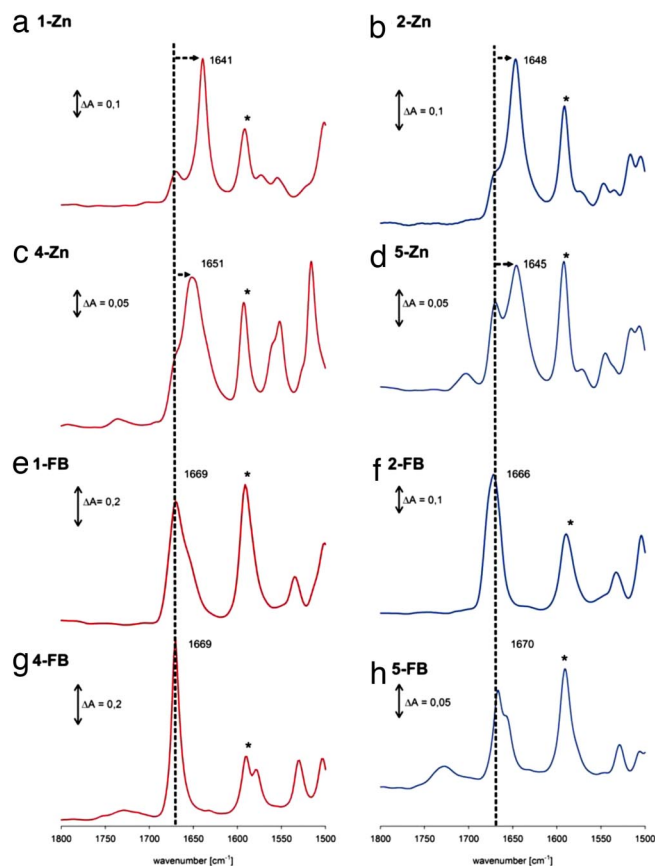 a 1-Zn
1641
*
ΔA = 0,1
b 2-Zn
1648
*
ΔA = 0,1
c 4-Zn
1651
*
ΔA = 0,05
d 5-Zn
1645
*
ΔA = 0,05
e 1-FB
1669
*
ΔA= 0,2
f 2-FB
1666
*
ΔA = 0,1
g 4-FB
1669
*
ΔA = 0,2
h 5-FB
1670
*
ΔA = 0,05
1800 1750 1700 1650 1600 1550 1500
wavenumber [cm⁻¹]
1800 1750 1700 1650 1600 1550 1500
wavenumber [cm⁻¹]